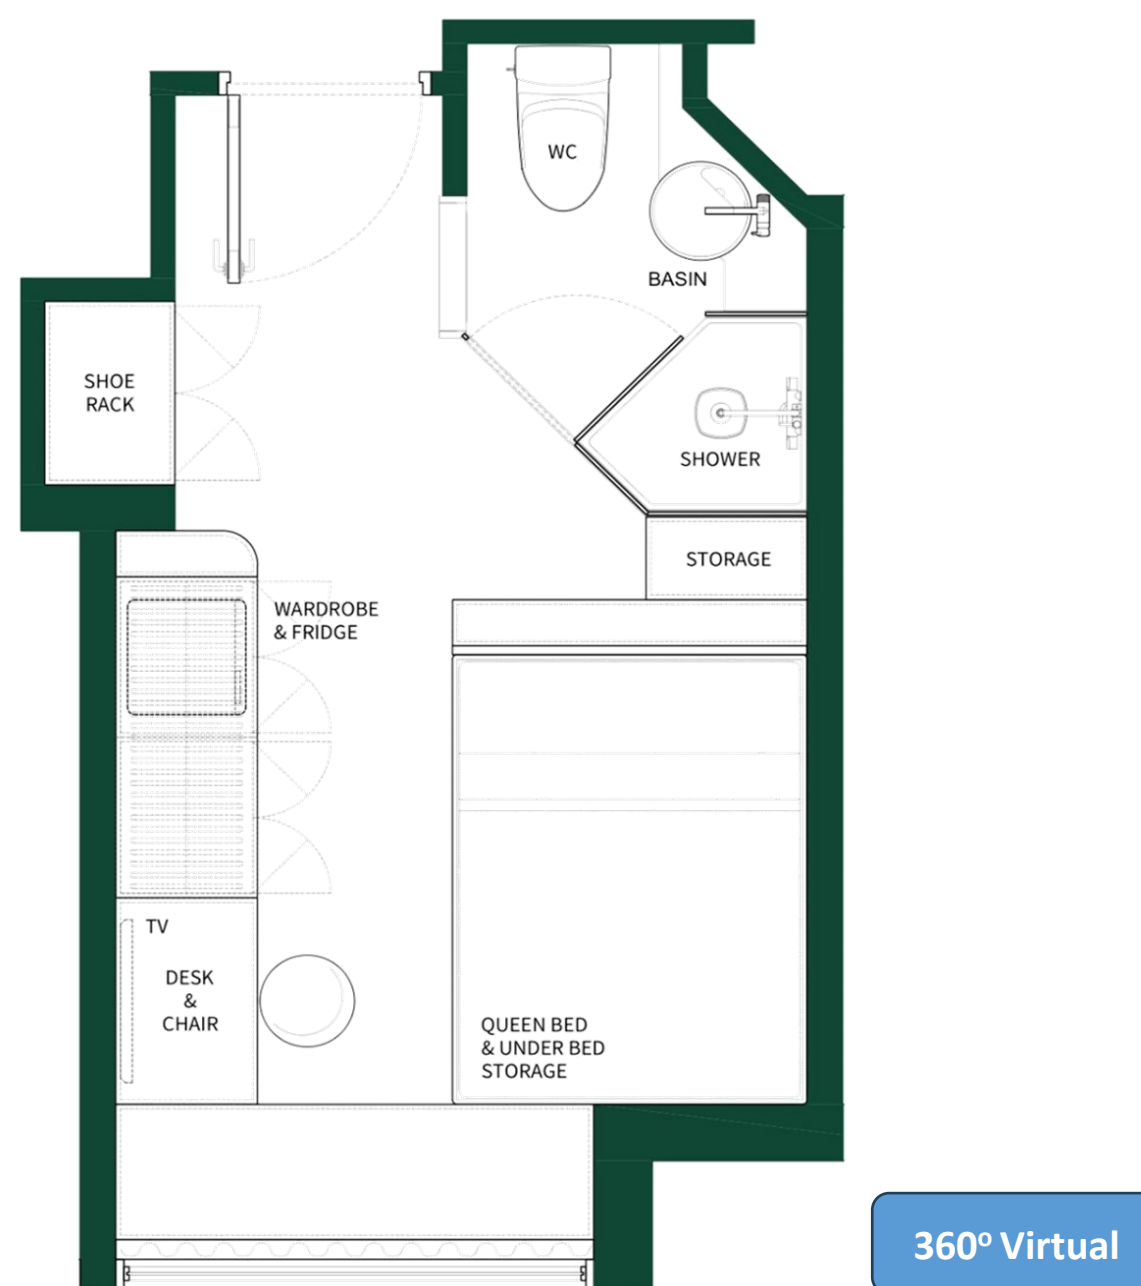 WC
BASIN
SHOE
RACK
SHOWER
STORAGE
WARDROBE
& FRIDGE
TV
DESK
&
CHAIR
QUEEN BED
& UNDER BED
STORAGE
360º Virtual